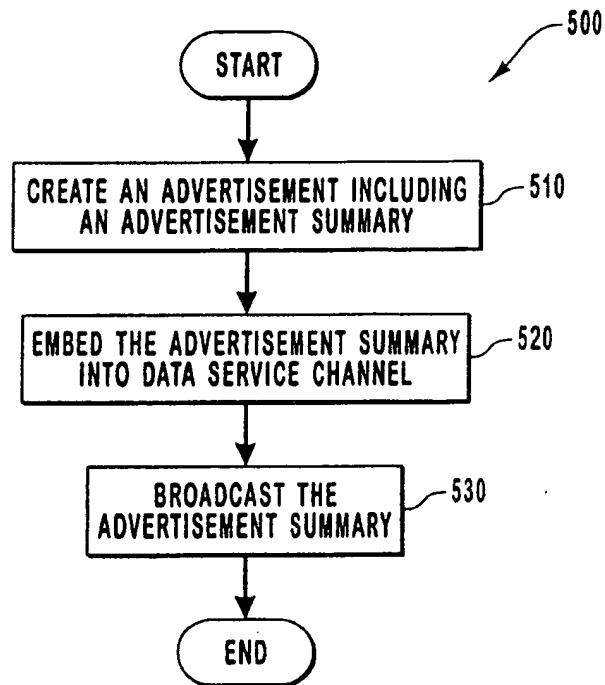 500
START
CREATE AN ADVERTISEMENT INCLUDING
AN ADVERTISEMENT SUMMARY
510
EMBED THE ADVERTISEMENT SUMMARY
INTO DATA SERVICE CHANNEL
520
BROADCAST THE
ADVERTISEMENT SUMMARY
530
END